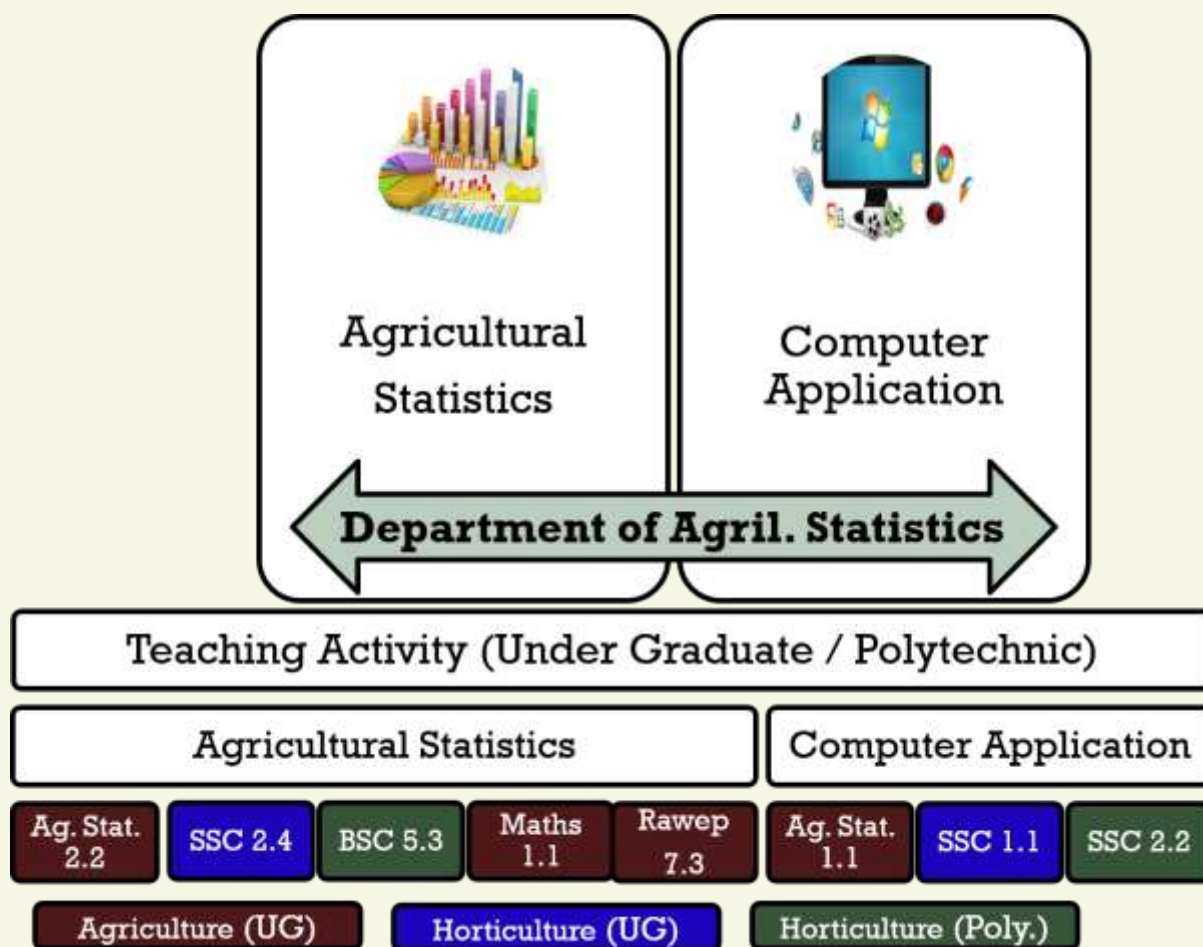 Agricultural
Statistics
Computer
Application
Department of Agril. Statistics
Teaching Activity (Under Graduate / Polytechnic)
Agricultural Statistics
Computer Application
Ag. Stat.
2.2
SSC 2.4
BSC 5.3
Maths
1.1
Rawep
7.3
Ag. Stat.
1.1
SSC 1.1
SSC 2.2
Agriculture (UG)
Horticulture (UG)
Horticulture (Poly.)